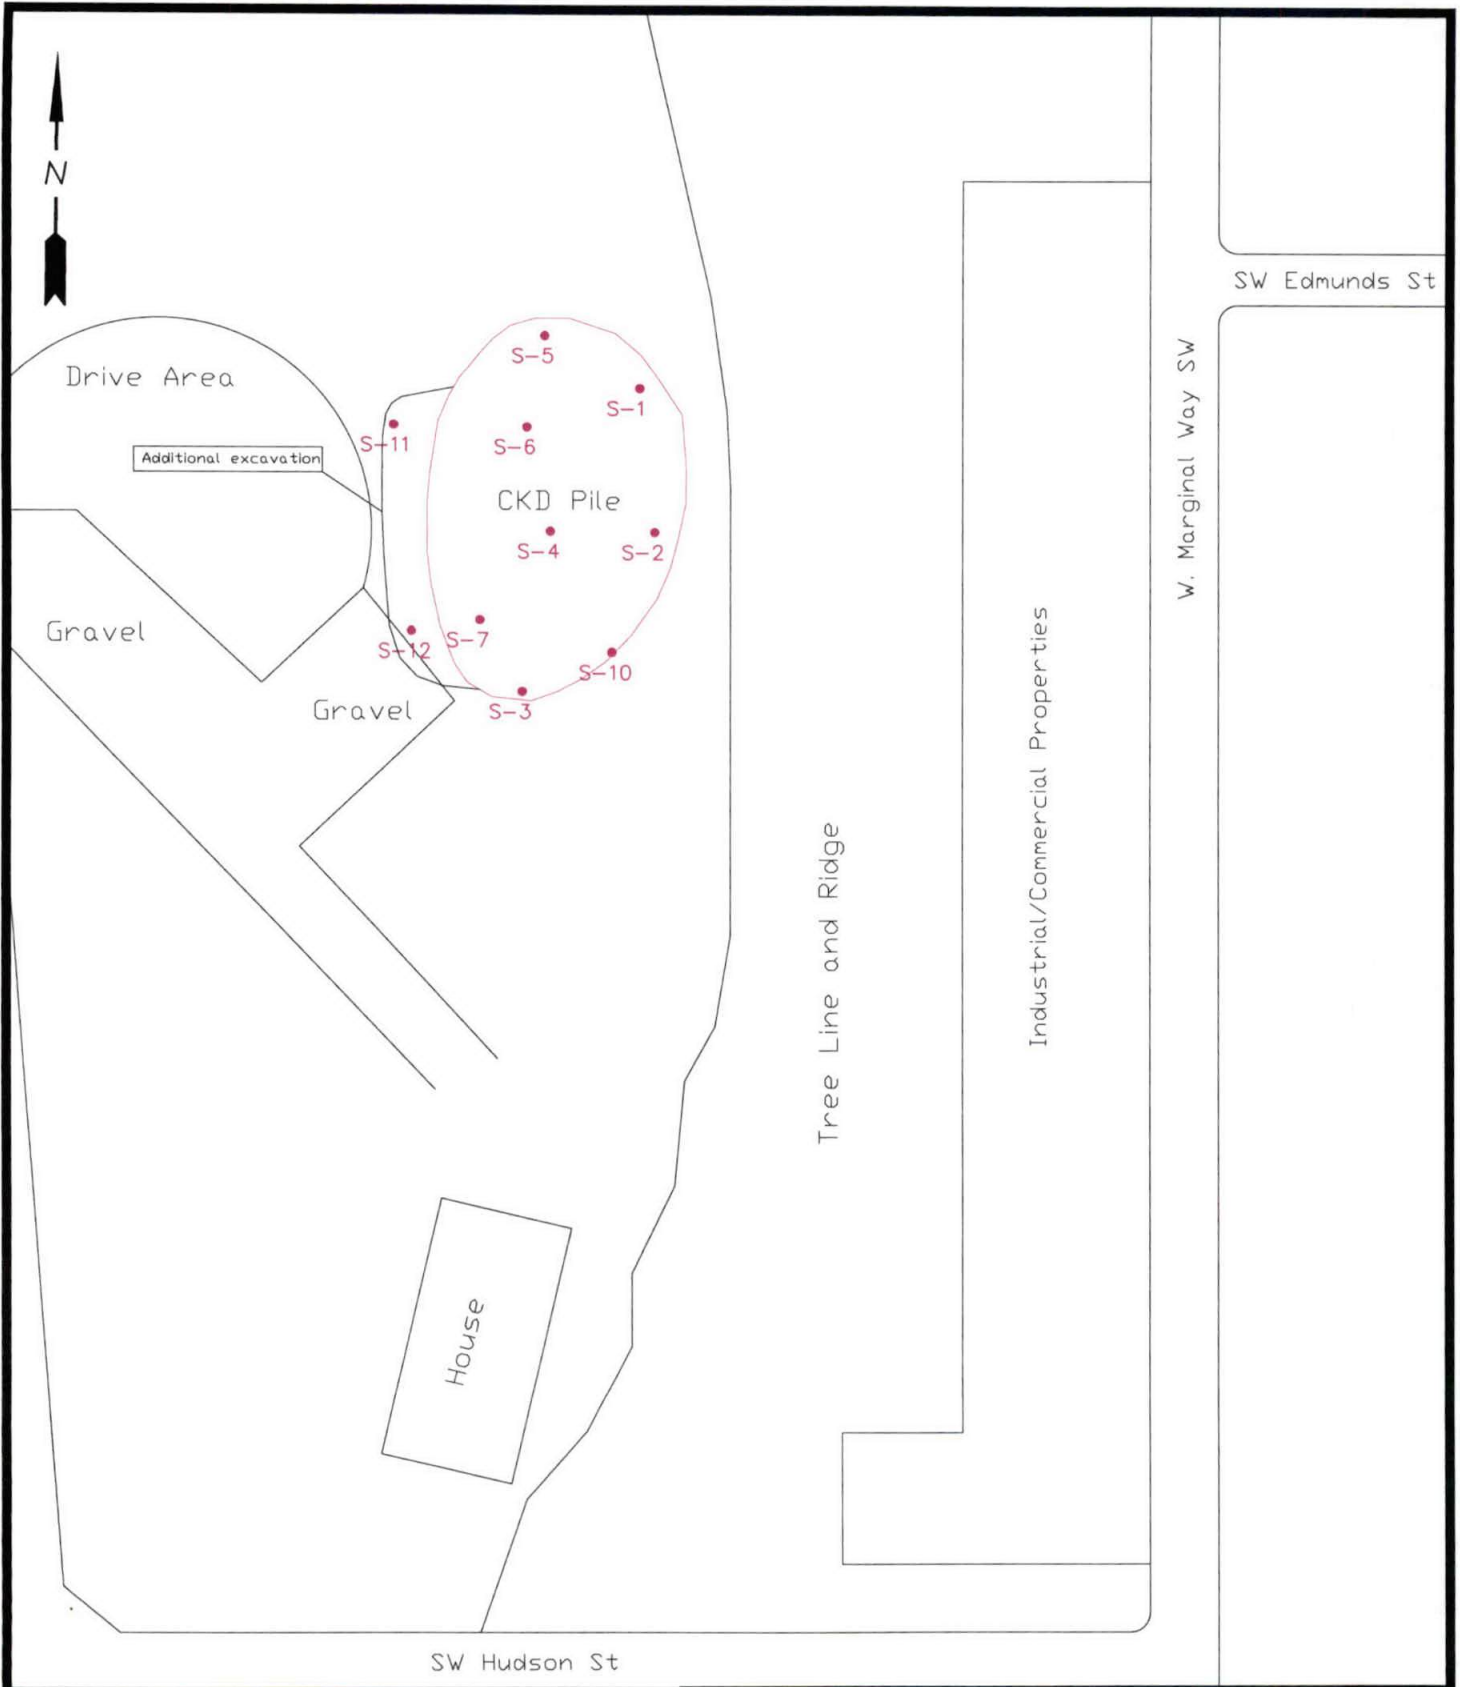 N
SW Edmunds St
S-5
Drive Area
S-1
S-11
S-6
Additional excavation
CKD Pile
S-4
S-2
W. Marginal Way SW
Gravel
S-12
S-7
S-10
Gravel
S-3
Industrial/Commercial Properties
Tree Line and Ridge
House
SW Hudson St